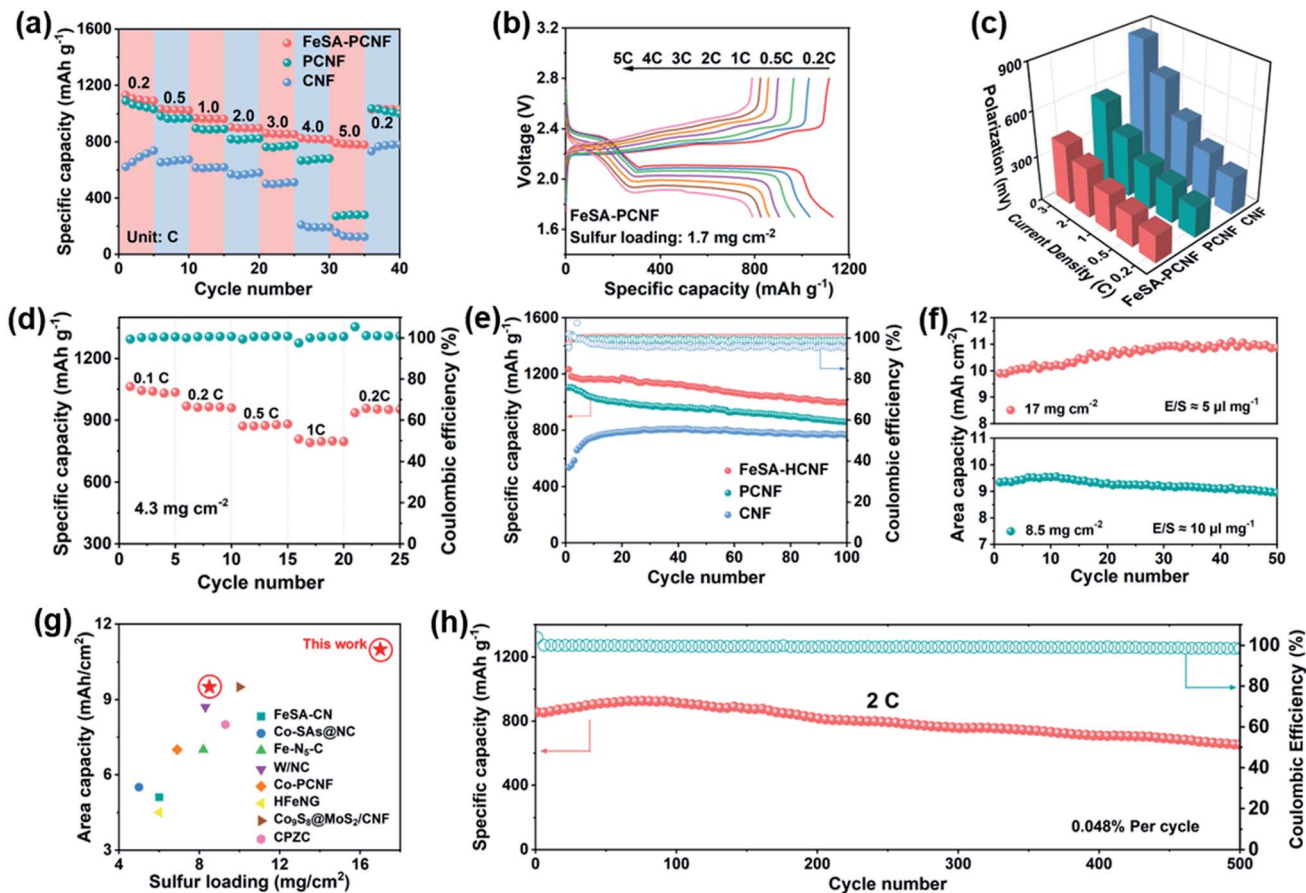 (a)
1600
1200
800
400
0
Specific capacity (mAh g⁻¹)
FeSA-PCNF
PCNF
CNF
0.2
0.5
1.0
2.0
3.0
4.0
5.0
0.2
Unit: C
0
10
20
30
40
Cycle number
(b)
3.2
2.8
2.4
2.0
1.6
Voltage (V)
5C 4C 3C 2C 1C 0.5C 0.2C
FeSA-PCNF
Sulfur loading: 1.7 mg cm⁻²
0
400
800
1200
Specific capacity (mAh g⁻¹)
(c)
900
600
300
0
Polarization (mV)
3
2
1
0.5
0.2
Current Density (C)
FeSA-PCNF
PCNF
CNF
(d)
1200
900
600
300
Specific capacity (mAh g⁻¹)
0.1 C
0.2 C
0.5 C
1C
0.2C
4.3 mg cm⁻²
100
80
60
40
20
0
Coulombic efficiency (%)
0
5
10
15
20
25
Cycle number
(e)
1600
1200
800
400
0
Specific capacity (mAh g⁻¹)
FeSA-HCNF
PCNF
CNF
100
80
60
40
20
0
Coulombic efficiency (%)
0
20
40
60
80
100
Cycle number
(f)
12
11
10
9
8
17 mg cm⁻²
E/S ≈ 5 µl mg⁻¹
Area capacity (mAh cm⁻²)
12
11
10
9
8
7
8.5 mg cm⁻²
E/S ≈ 10 µl mg⁻¹
0
10
20
30
40
50
Cycle number
(g)
12
9
6
3
Area capacity (mAh/cm²)
This work
FeSA-CN
Co-SAs@NC
Fe-N₅-C
W/NC
Co-PCNF
HFeNG
Co₉S₈@MoS₂/CNF
CPZC
4
8
12
16
Sulfur loading (mg/cm²)
(h)
1200
800
400
0
Specific capacity (mAh g⁻¹)
2 C
0.048% Per cycle
100
80
60
40
20
0
Coulombic Efficiency (%)
0
100
200
300
400
500
Cycle number